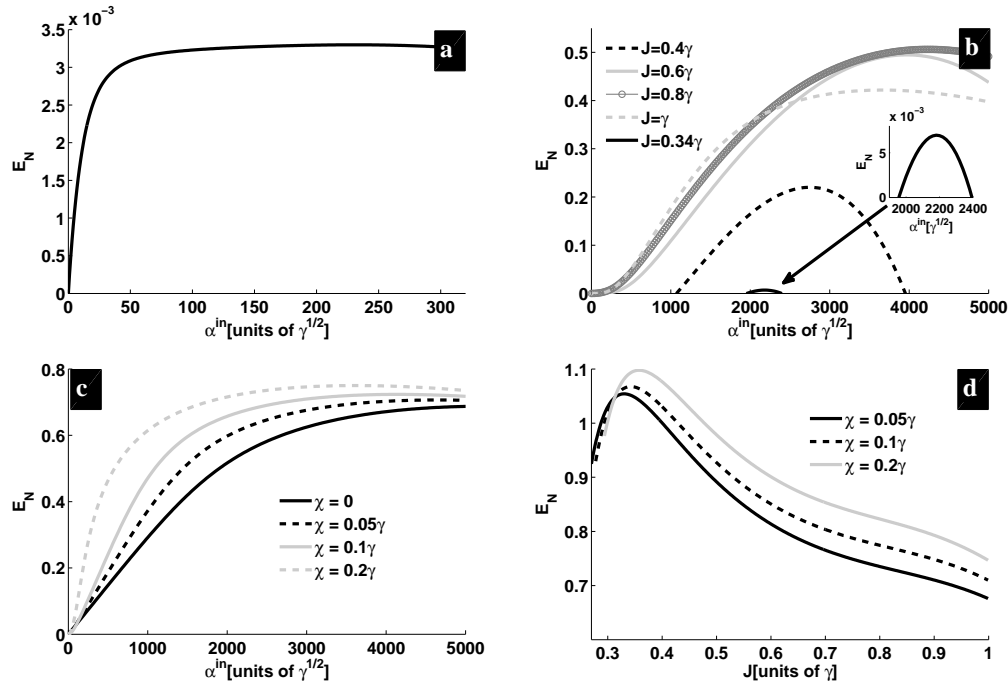 x 10⁻³
3.5
3
2.5
2
1.5
1
0.5
0
E_N
0 50 100 150 200 250 300
α^in[units of γ^1/2]
a
0.5
0.4
0.3
0.2
0.1
0
E_N
0 1000 2000 3000 4000 5000
α^in[units of γ^1/2]
b
J=0.4γ
J=0.6γ
J=0.8γ
J=γ
J=0.34γ
x 10⁻³
5
0
E_N
2000 2200 2400
α^in[γ^1/2]
0.8
0.6
0.4
0.2
0
E_N
0 1000 2000 3000 4000 5000
α^in[units of γ^1/2]
c
χ = 0
χ = 0.05γ
χ = 0.1γ
χ = 0.2γ
1.1
1
0.9
0.8
0.7
E_N
0.3 0.4 0.5 0.6 0.7 0.8 0.9 1
J[units of γ]
d
χ = 0.05γ
χ = 0.1γ
χ = 0.2γ